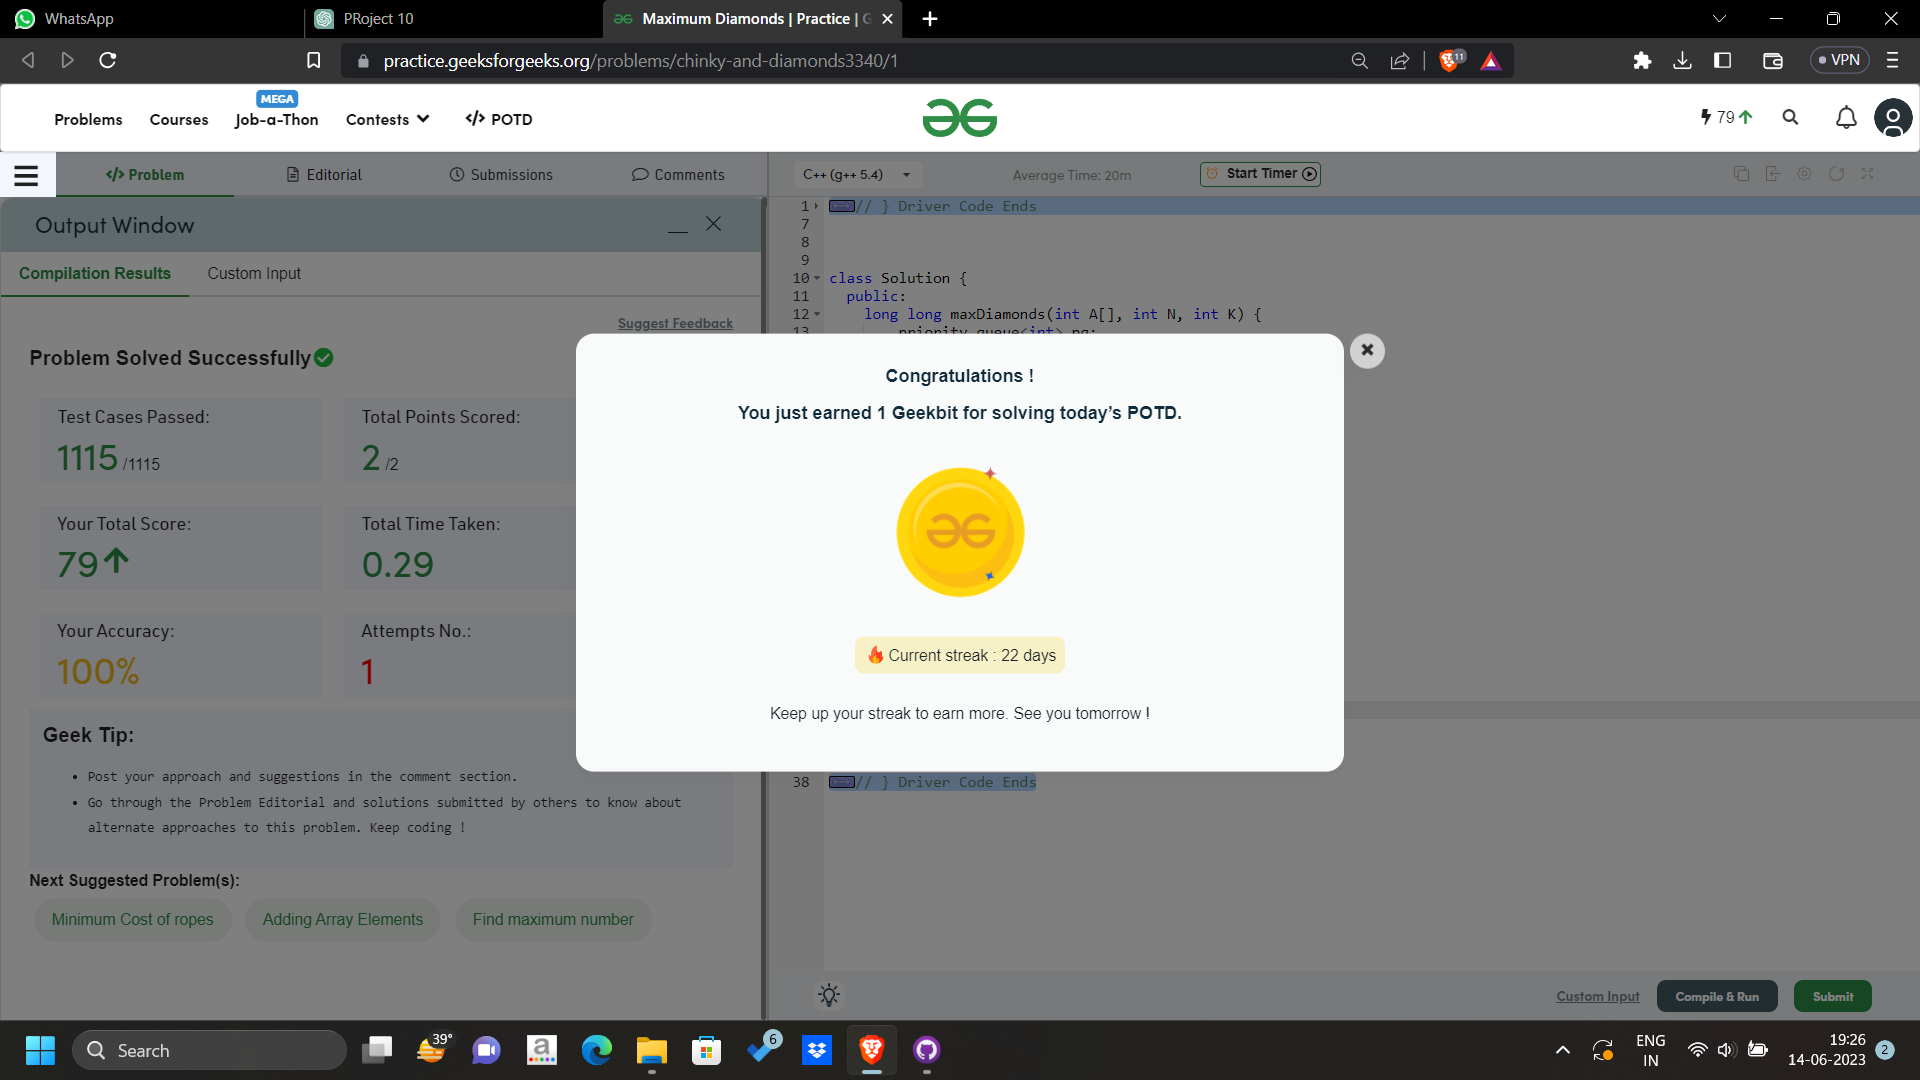 WhatsApp
PRoject 10
Maximum Diamonds | Practice | G
practice.geeksforgeeks.org/problems/chinky-and-diamonds3340/1
11
VPN
Problems
Courses
MEGA
Job-a-Thon
Contests
</> POTD
79
</> Problem
Editorial
Submissions
Comments
C++ (g++ 5.4)
Average Time: 20m
Start Timer
Output Window
Compilation Results
Custom Input
Suggest Feedback
Problem Solved Successfully
Test Cases Passed:
1115 /1115
Total Points Scored:
2 /2
Your Total Score:
79
Total Time Taken:
0.29
Your Accuracy:
100%
Attempts No.:
1
Geek Tip:
• Post your approach and suggestions in the comment section.
• Go through the Problem Editorial and solutions submitted by others to know about
alternate approaches to this problem. Keep coding !
Next Suggested Problem(s):
Minimum Cost of ropes
Adding Array Elements
Find maximum number
1 // } Driver Code Ends
7
8
9
10 class Solution {
11 public:
12 long long maxDiamonds(int A[], int N, int K) {
13 priority_queue<int> pq;
Congratulations !
You just earned 1 Geekbit for solving today’s POTD.
Current streak : 22 days
Keep up your streak to earn more. See you tomorrow !
38 // } Driver Code Ends
Custom Input
Compile & Run
Submit
Search
39°
a
6
ENG
IN
19:26
14-06-2023
2